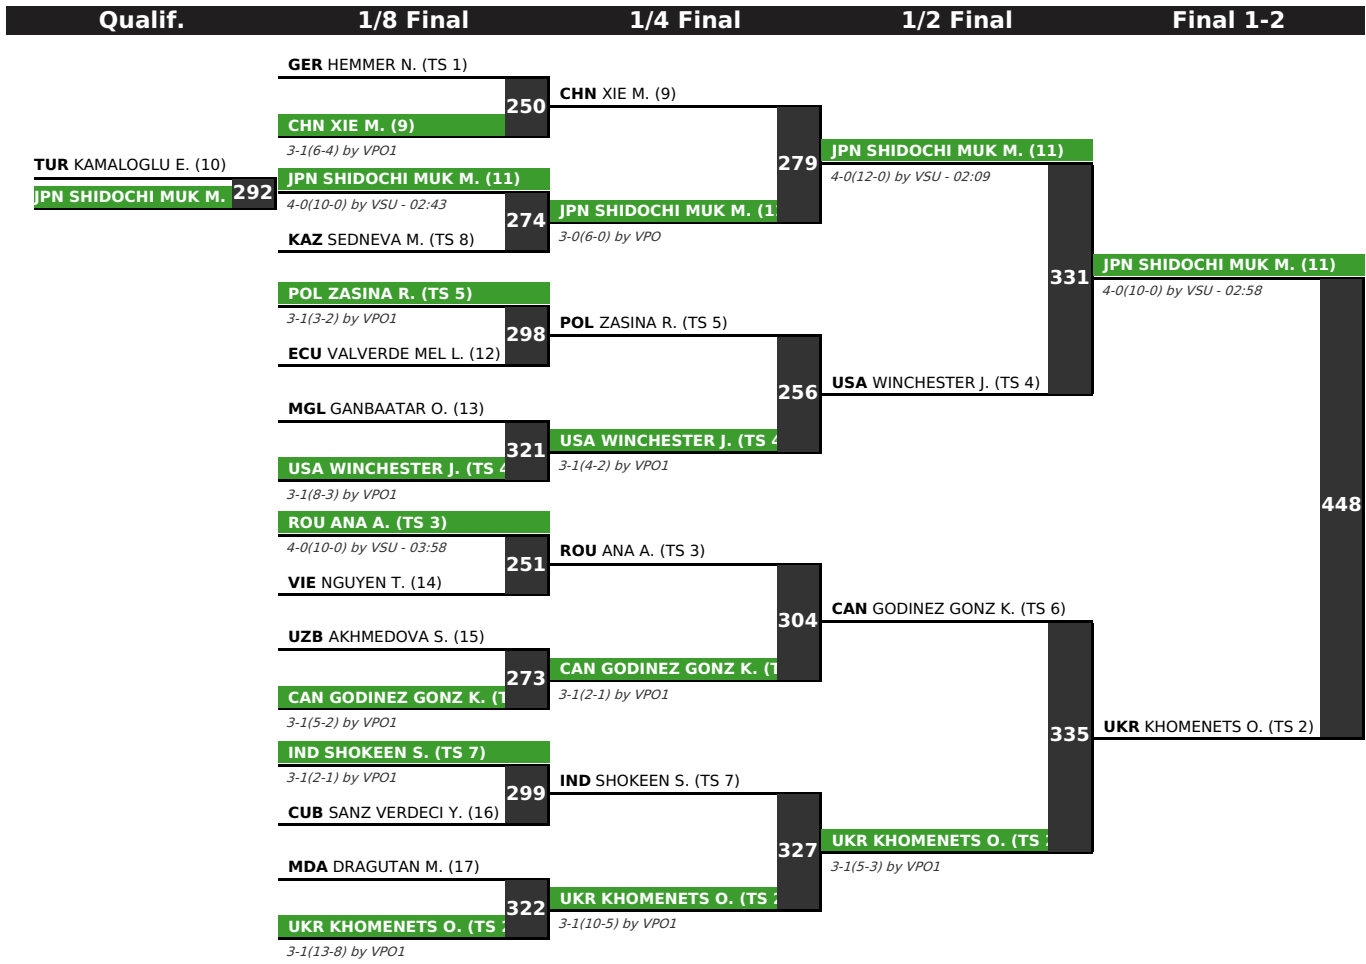 Qualif.
1/8 Final
1/4 Final
1/2 Final
Final 1-2
TUR KAMALOGLU E. (10)
JPN SHIDOCHI MUK M.
292
GER HEMMER N. (TS 1)
250
CHN XIE M. (9)
3-1(6-4) by VPO1
JPN SHIDOCHI MUK M. (11)
4-0(10-0) by VSU - 02:43
274
KAZ SEDNEVA M. (TS 8)
POL ZASINA R. (TS 5)
3-1(3-2) by VPO1
298
ECU VALVERDE MEL L. (12)
MGL GANBAATAR O. (13)
321
USA WINCHESTER J. (TS 4
3-1(8-3) by VPO1
ROU ANA A. (TS 3)
4-0(10-0) by VSU - 03:58
251
VIE NGUYEN T. (14)
UZB AKHMEDOVA S. (15)
273
CAN GODINEZ GONZ K. (T
3-1(5-2) by VPO1
IND SHOKEEN S. (TS 7)
3-1(2-1) by VPO1
299
CUB SANZ VERDECI Y. (16)
MDA DRAGUTAN M. (17)
322
UKR KHOMENETS O. (TS 2
3-1(13-8) by VPO1
CHN XIE M. (9)
279
JPN SHIDOCHI MUK M. (11
3-0(6-0) by VPO
POL ZASINA R. (TS 5)
256
USA WINCHESTER J. (TS 4
3-1(4-2) by VPO1
ROU ANA A. (TS 3)
304
CAN GODINEZ GONZ K. (T
3-1(2-1) by VPO1
IND SHOKEEN S. (TS 7)
327
UKR KHOMENETS O. (TS 2
3-1(10-5) by VPO1
JPN SHIDOCHI MUK M. (11)
4-0(12-0) by VSU - 02:09
331
USA WINCHESTER J. (TS 4)
CAN GODINEZ GONZ K. (TS 6)
335
UKR KHOMENETS O. (TS 2
3-1(5-3) by VPO1
JPN SHIDOCHI MUK M. (11)
4-0(10-0) by VSU - 02:58
448
UKR KHOMENETS O. (TS 2)